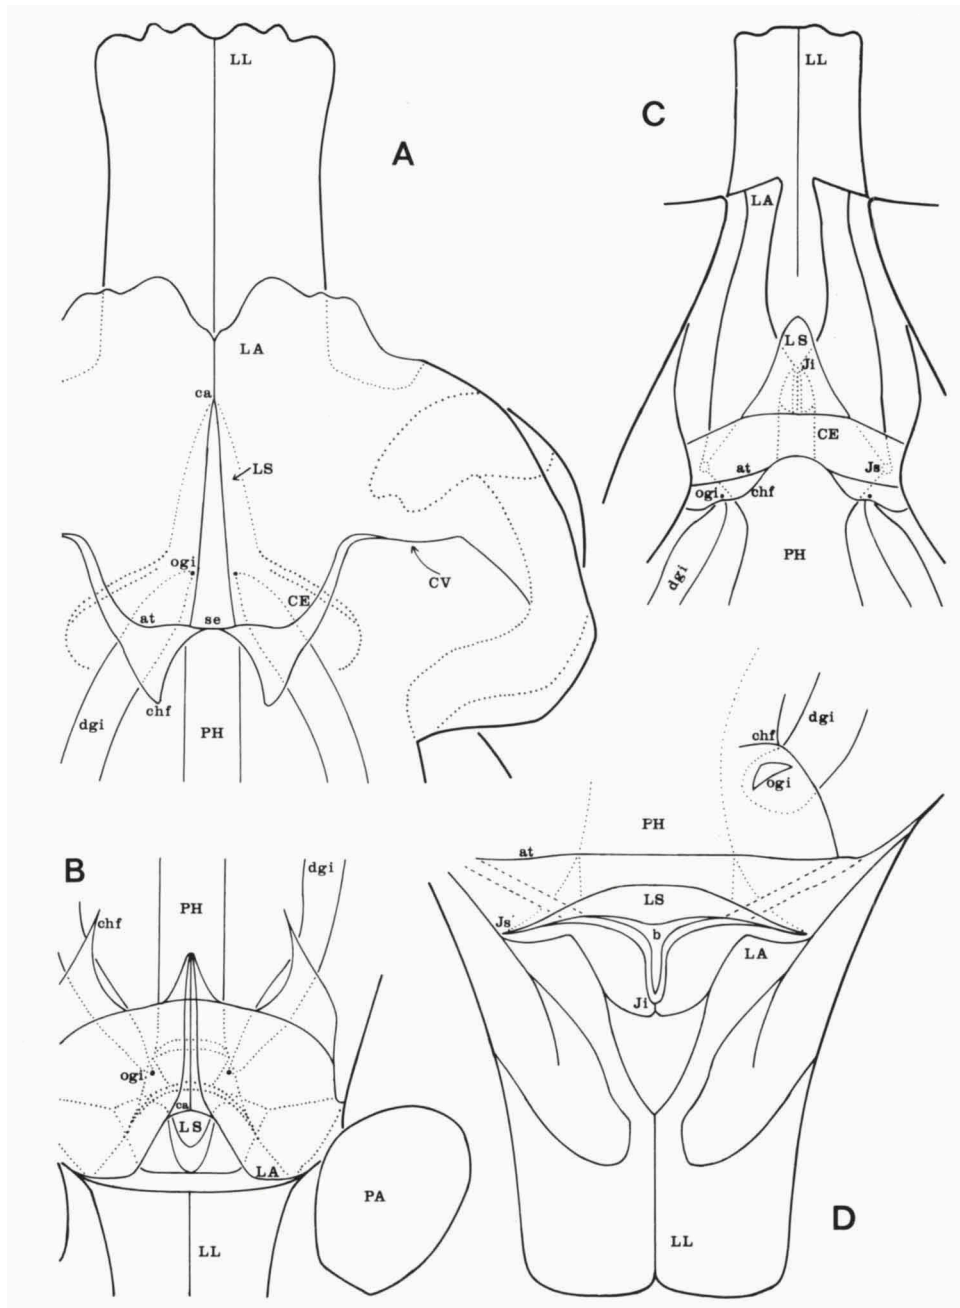 LL
A
LA
ca
LS
ogi
CV
CE
at
se
chf
dgi
PH
C
LL
LA
LS
Ji
CE
at
Js
ogi
chf
PH
dgi
B
dgi
PH
chf
ogi
ca
LS
LA
PA
LL
dgi
chf
ogi
PH
at
LS
Js
b
LA
Ji
D
LL